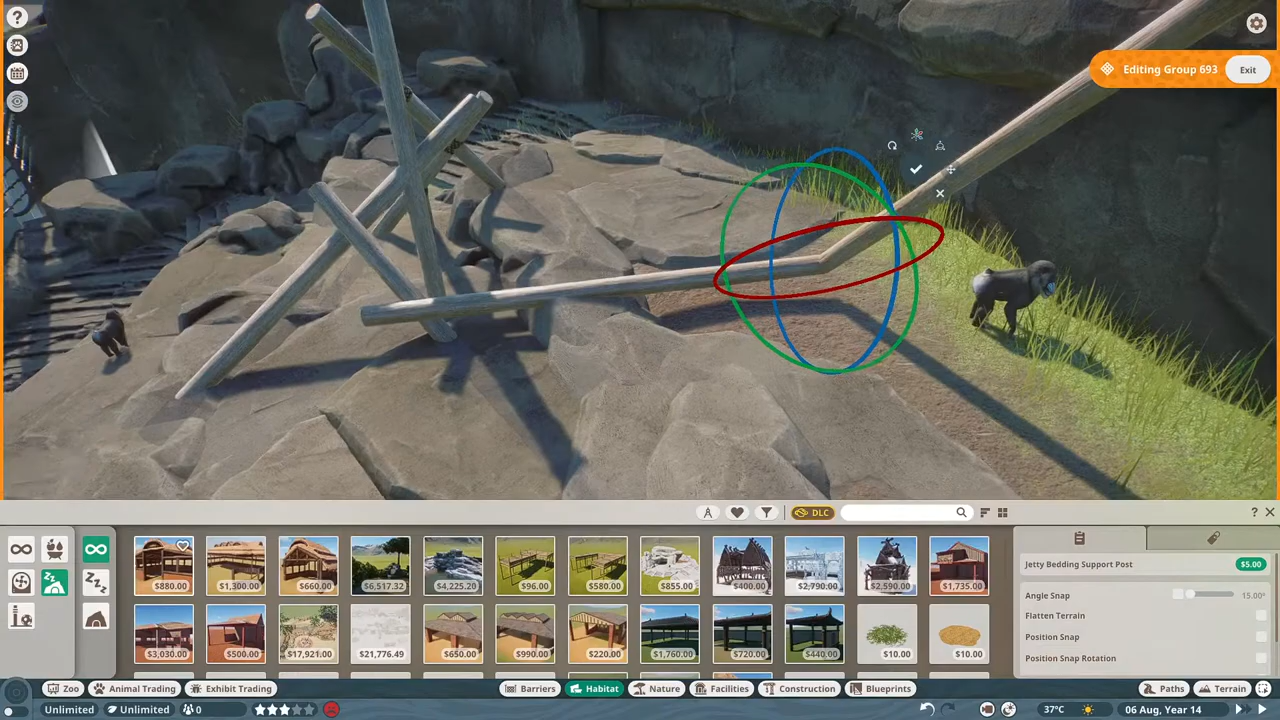 ?
Editing Group 693
Exit
DLC
? ×
$880.00
$1,300.00
$660.00
$6,517.32
$4,225.20
$96.00
$580.00
$855.00
$400.00
$2,790.00
$2,590.00
$1,735.00
$3,030.00
$500.00
$17,921.00
$21,776.49
$650.00
$990.00
$220.00
$1,760.00
$720.00
$440.00
$10.00
$10.00
Jetty Bedding Support Post
$5.00
Angle Snap
15.00°
Flatten Terrain
Position Snap
Position Snap Rotation
Zoo
Animal Trading
Exhibit Trading
Barriers
Habitat
Nature
Facilities
Construction
Blueprints
Paths
Terrain
Unlimited
Unlimited
0
37°C
06 Aug, Year 14